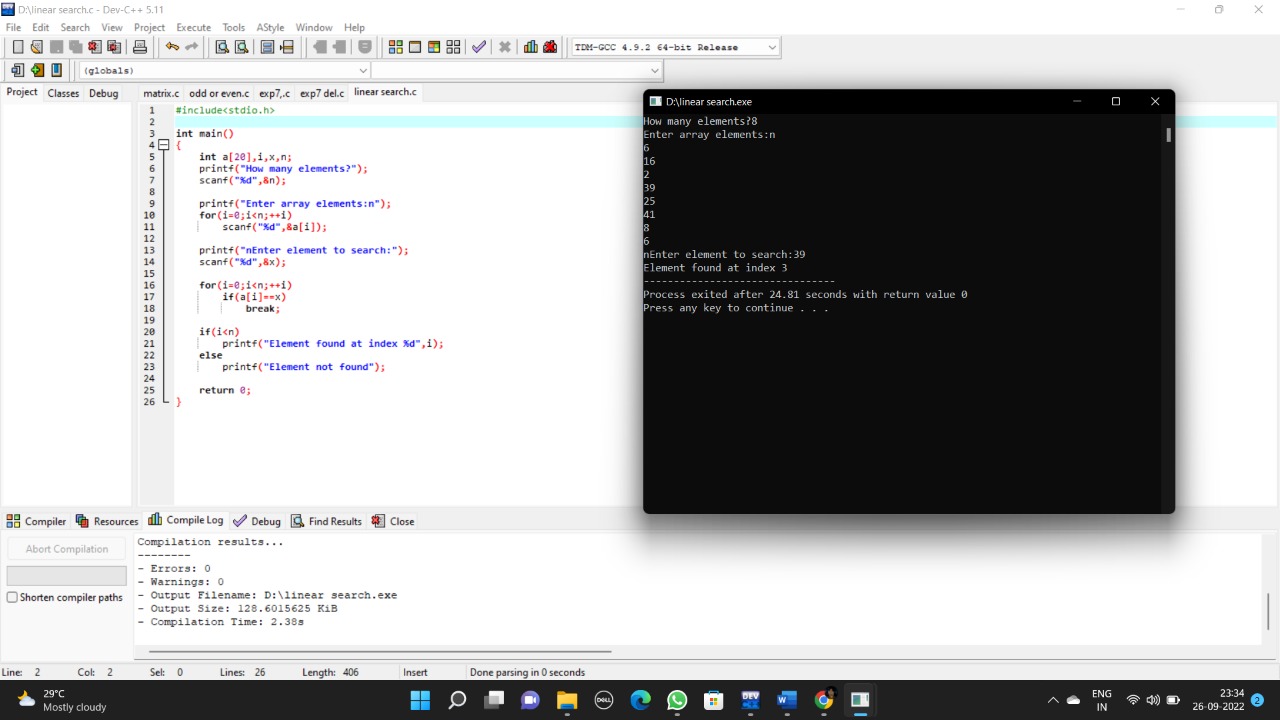 D:\linear search.c - Dev-C++ 5.11
File Edit Search View Project Execute Tools AStyle Window Help
TDM-GCC 4.9.2 64-bit Release
(globals)
Project Classes Debug
matrix.c odd or even.c exp7,.c exp7 del.c linear search.c
1 #include<stdio.h>
2
3 int main()
4 {
5 int a[20],i,x,n;
6 printf("How many elements?");
7 scanf("%d",&n);
8
9 printf("Enter array elements:n");
10 for(i=0;i<n;++i)
11 scanf("%d",&a[i]);
12
13 printf("nEnter element to search:");
14 scanf("%d",&x);
15
16 for(i=0;i<n;++i)
17 if(a[i]==x)
18 break;
19
20 if(i<n)
21 printf("Element found at index %d",i);
22 else
23 printf("Element not found");
24
25 return 0;
26 }
D:\linear search.exe
How many elements?8
Enter array elements:n
6
16
2
39
25
41
8
6
nEnter element to search:39
Element found at index 3
--------------------------------
Process exited after 24.81 seconds with return value 0
Press any key to continue . . .
Compiler Resources Compile Log Debug Find Results Close
Abort Compilation
Shorten compiler paths
Compilation results...
--------
- Errors: 0
- Warnings: 0
- Output Filename: D:\linear search.exe
- Output Size: 128.6015625 KiB
- Compilation Time: 2.38s
Line: 2 Col: 2 Sel: 0 Lines: 26 Length: 406 Insert Done parsing in 0 seconds
29°C
Mostly cloudy
DELL
DEV
ENG
IN
23:34
26-09-2022
2